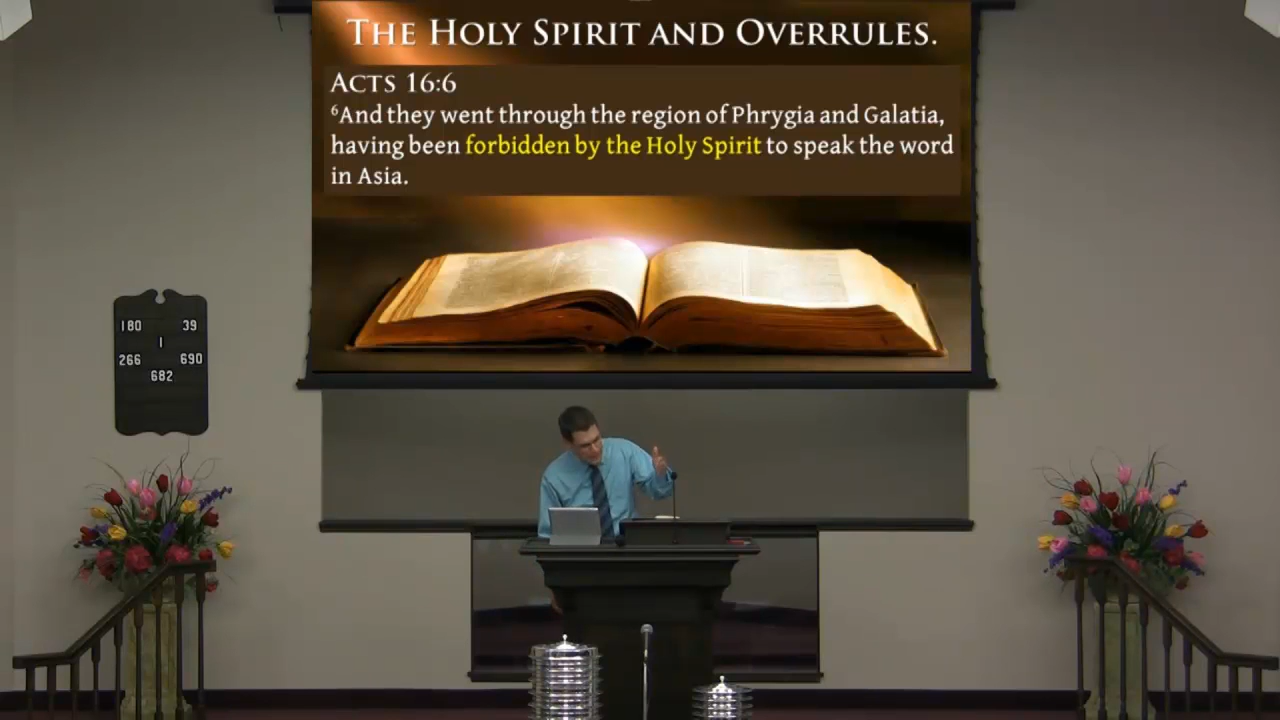 THE HOLY SPIRIT AND OVERRULES.
ACTS 16:6
⁶And they went through the region of Phrygia and Galatia,
having been forbidden by the Holy Spirit to speak the word
in Asia.
180 39
1
266 690
682